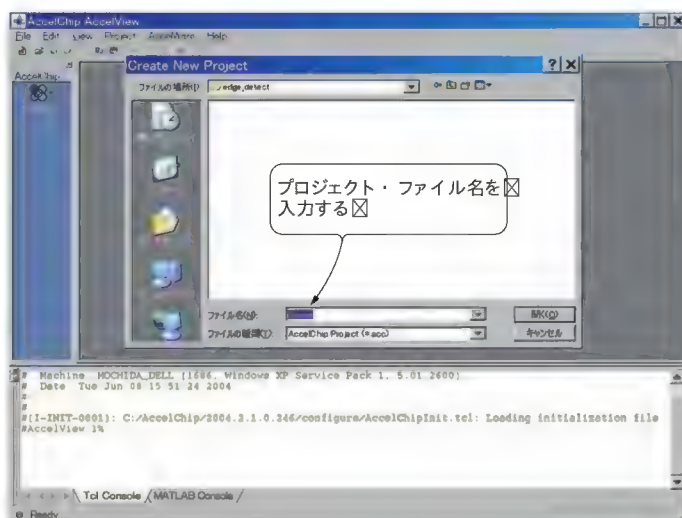 AccelChip AccelView
File Edit View Project AccelWare Help
AccelChip
Create New Project
ファイルの場所(I): edge_detect
プロジェクト・ファイル名を
入力する
ファイル名(N):
ファイルの種類(T): AccelChip Project (*.acc)
キャンセル
# Machine MOCHIDA_DELL [i686, Windows XP Service Pack 1, 5.01 2600]
# Date Tue Jun 08 15 51 24 2004
#
#
#[I-INIT-0001]: C:/AccelChip/2004.2.1.0.246/configure/AccelChipInit.tcl: Loading initialization file
#AccelView 1%
Tcl Console / MATLAB Console /
Ready